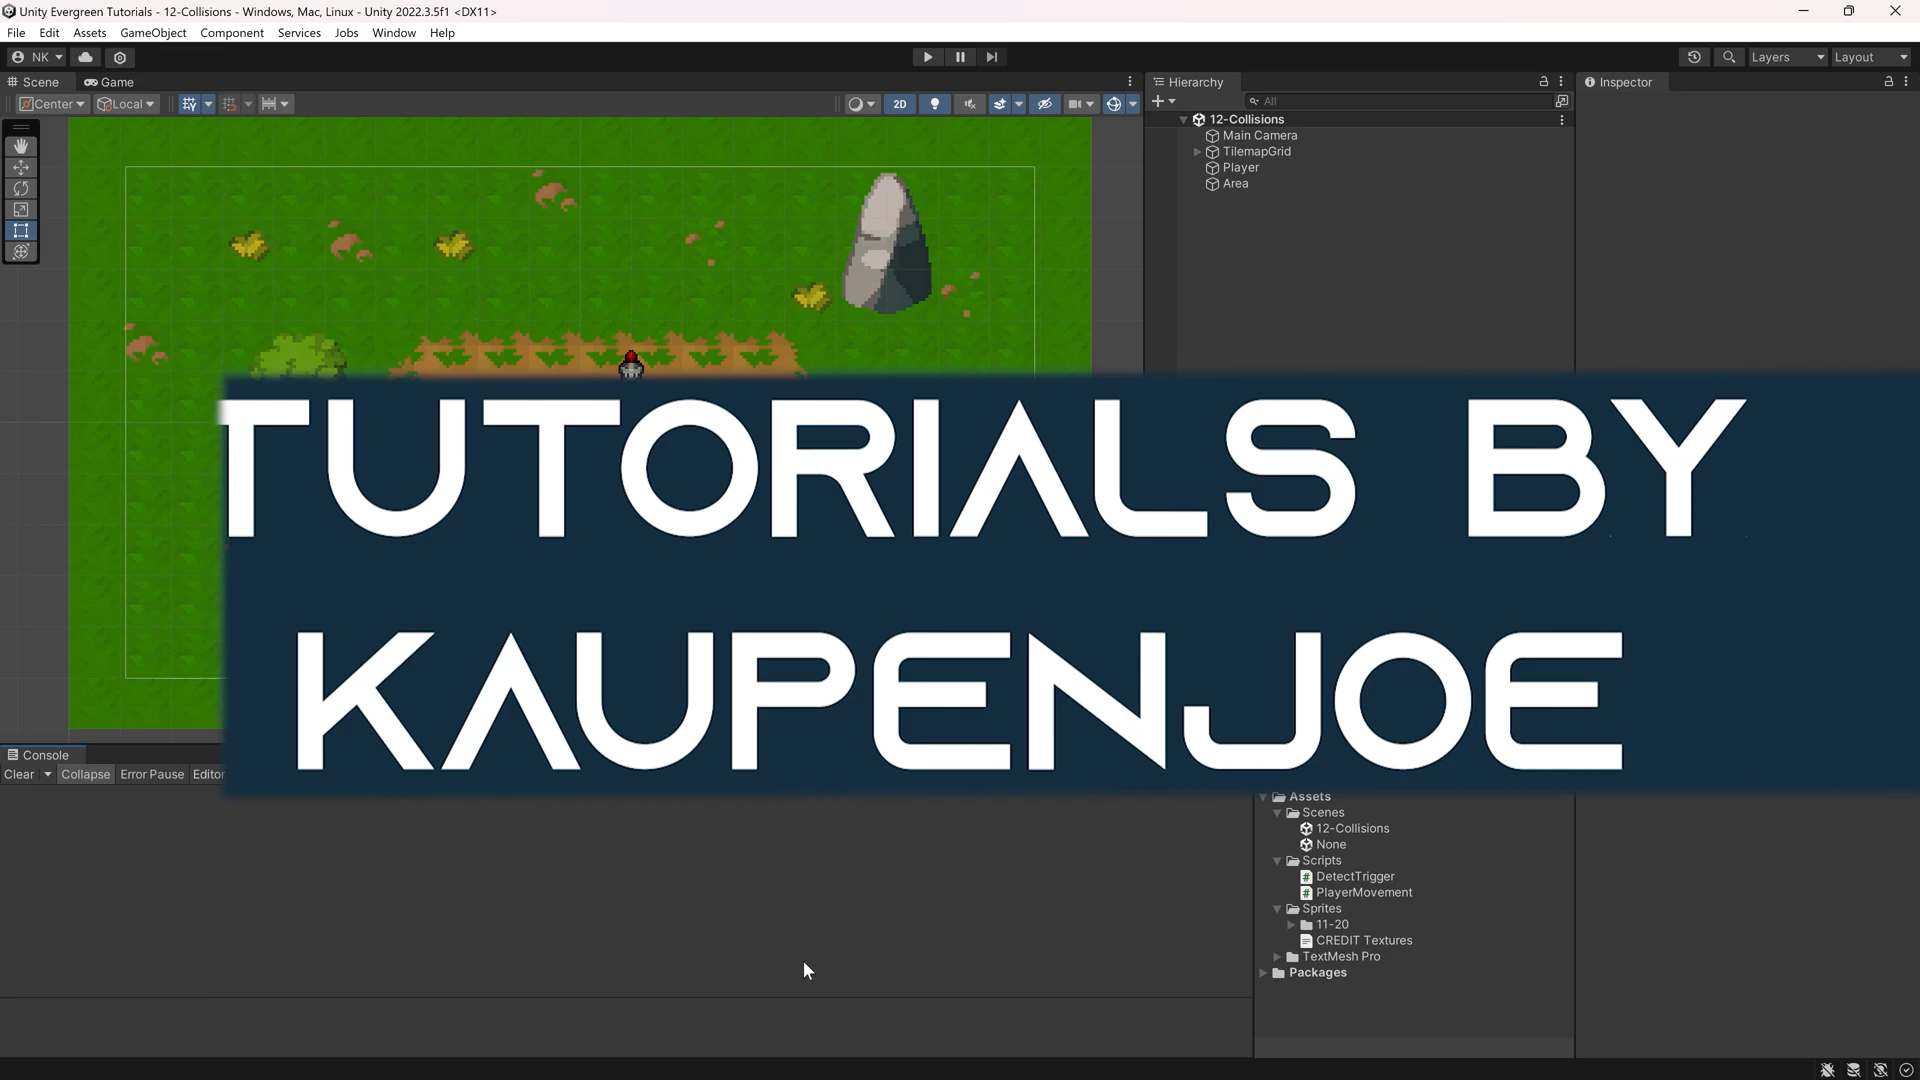 Unity Evergreen Tutorials - 12-Collisions - Windows, Mac, Linux - Unity 2022.3.5f1 <DX11>
File Edit Assets GameObject Component Services Jobs Window Help
NK Layers Layout
Scene Game Hierarchy Inspector
Center Local 2D All
12-Collisions
Main Camera
TilemapGrid
Player
Area
TUTORIALS BY
KAUPENJOE
Console
Clear Collapse Error Pause Editor
Assets
Scenes
12-Collisions
None
Scripts
DetectTrigger
PlayerMovement
Sprites
11-20
CREDIT Textures
TextMesh Pro
Packages